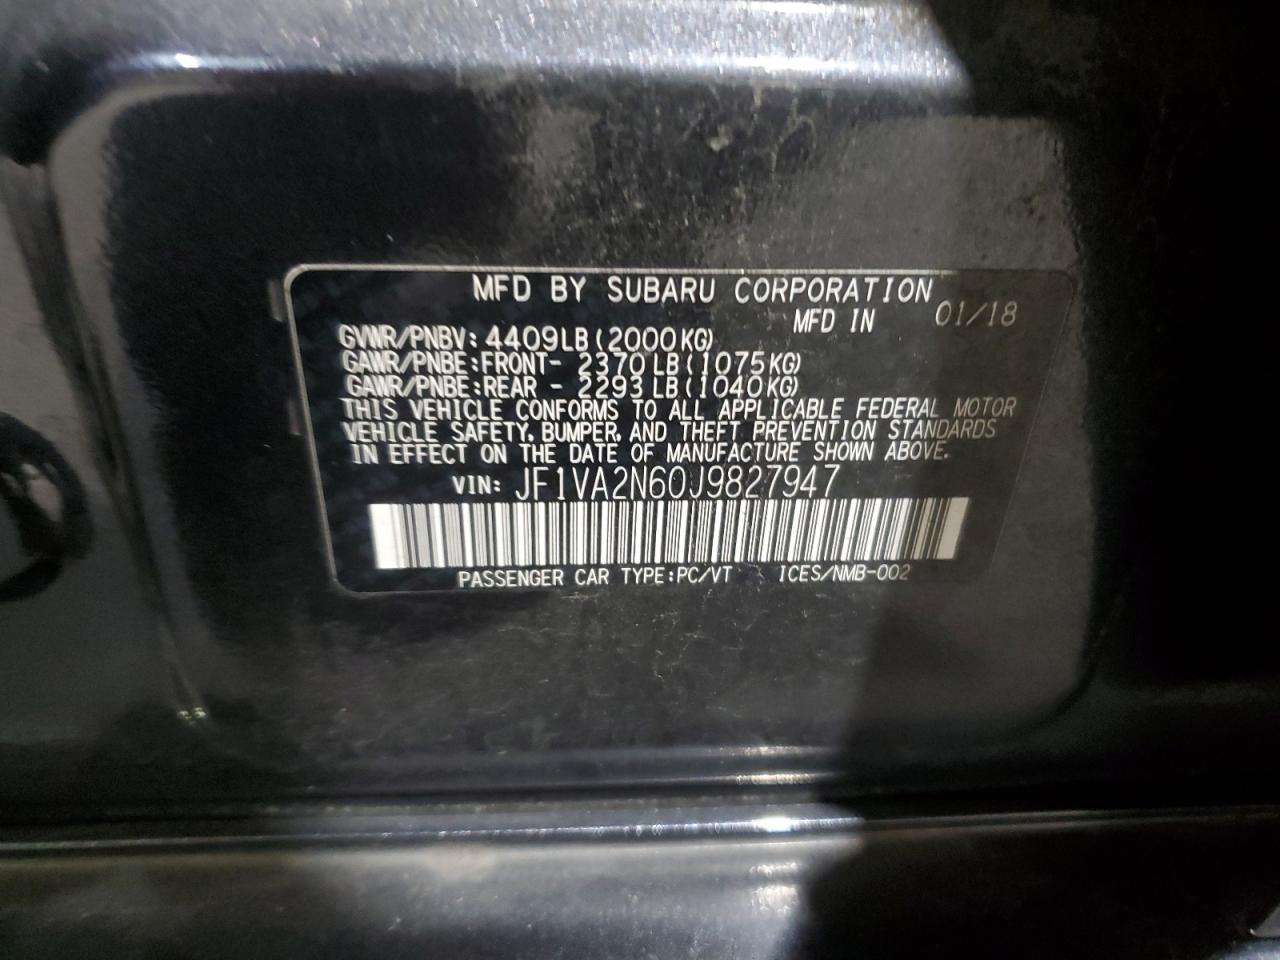 MFD BY SUBARU CORPORATION
MFD IN 01/18
GVWR/PNBV: 4409LB (2000KG)
GAWR/PNBE:FRONT- 2370 LB (1075KG)
GAWR/PNBE:REAR - 2293 LB (1040KG)
THIS VEHICLE CONFORMS TO ALL APPLICABLE FEDERAL MOTOR
VEHICLE SAFETY, BUMPER, AND THEFT PREVENTION STANDARDS
IN EFFECT ON THE DATE OF MANUFACTURE SHOWN ABOVE.
VIN: JF1VA2N60J9827947
PASSENGER CAR TYPE:PC/VT ICES/NMB-002